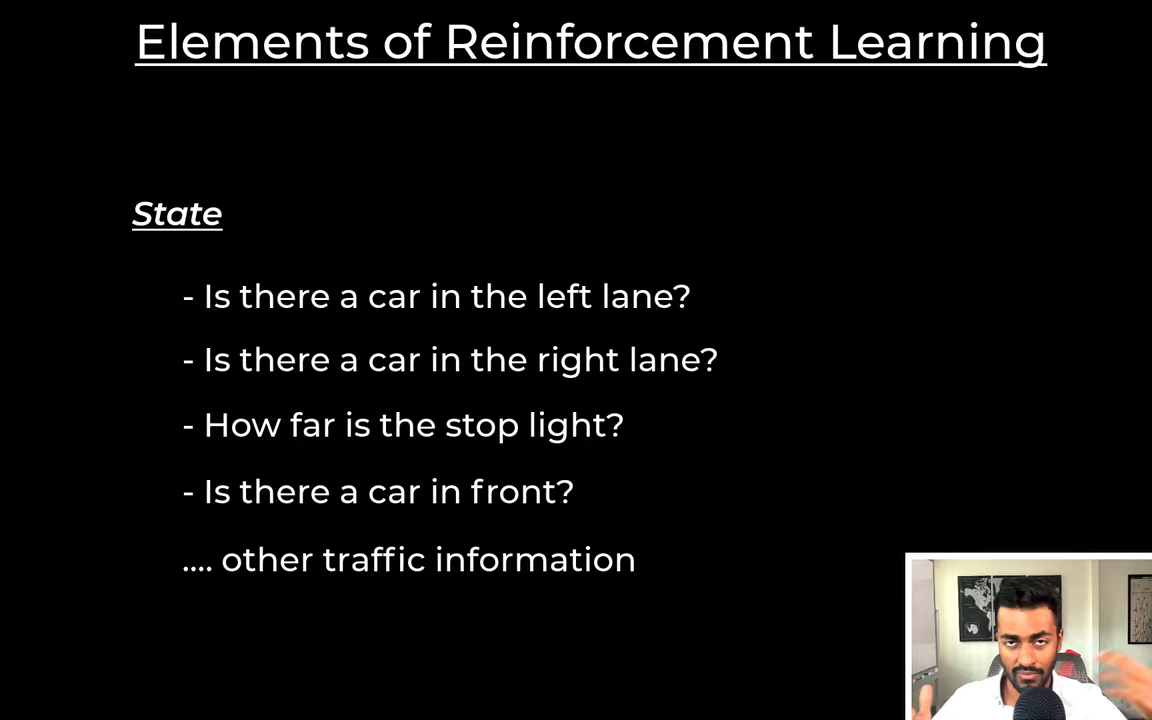 Elements of Reinforcement Learning
State
- Is there a car in the left lane?
- Is there a car in the right lane?
- How far is the stop light?
- Is there a car in front?
.... other traffic information